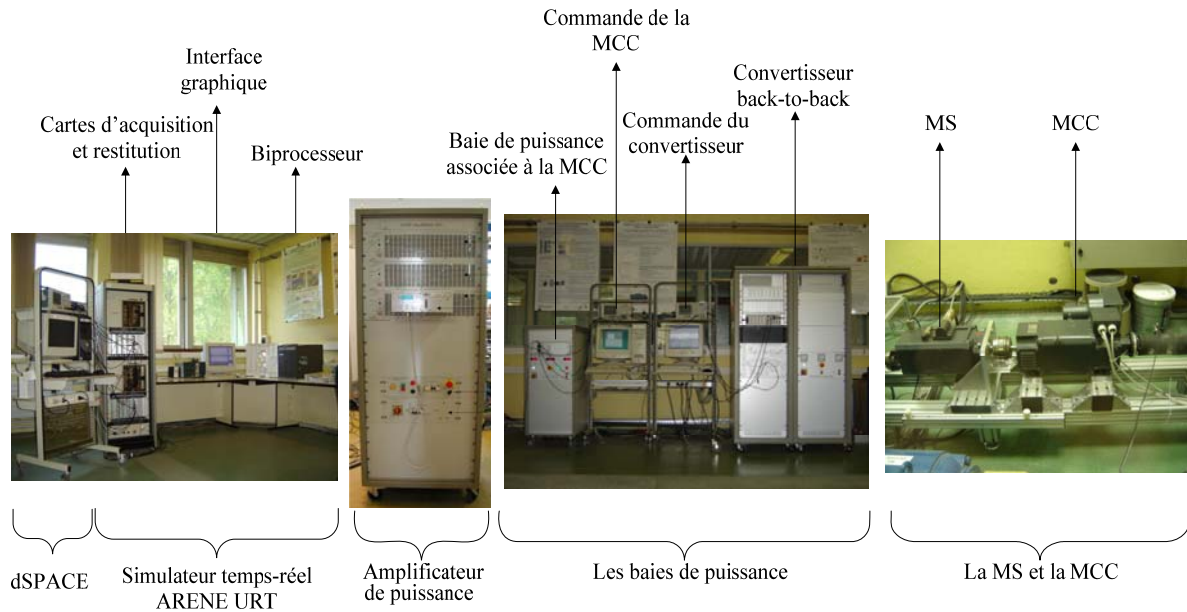 Commande de la
MCC
Interface
graphique
Convertisseur
back-to-back
Cartes d'acquisition
et restitution
Biprocesseur
Baie de puissance
associée à la MCC
Commande du
convertisseur
MS
MCC
dSPACE
Simulateur temps-réel
ARENE URT
Amplificateur
de puissance
Les baies de puissance
La MS et la MCC